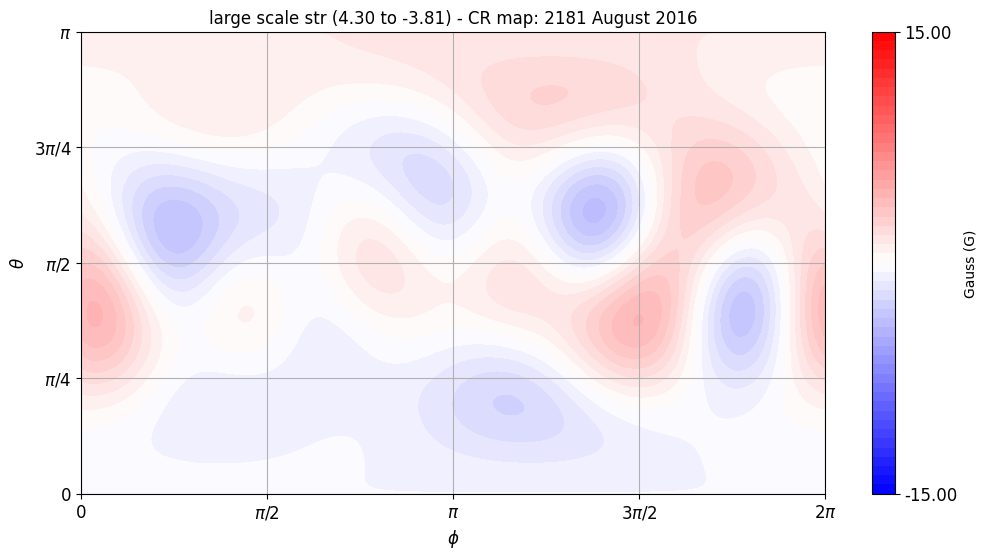 large scale str (4.30 to -3.81) - CR map: 2181 August 2016
π
3π/4
π/2
π/4
0
θ
0
π/2
π
3π/2
2π
ϕ
15.00
-15.00
Gauss (G)